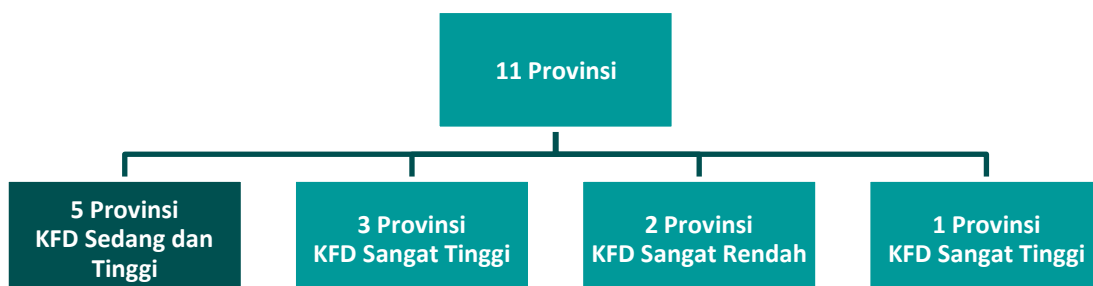 11 Provinsi
5 Provinsi
KFD Sedang dan
Tinggi
3 Provinsi
KFD Sangat Tinggi
2 Provinsi
KFD Sangat Rendah
1 Provinsi
KFD Sangat Tinggi